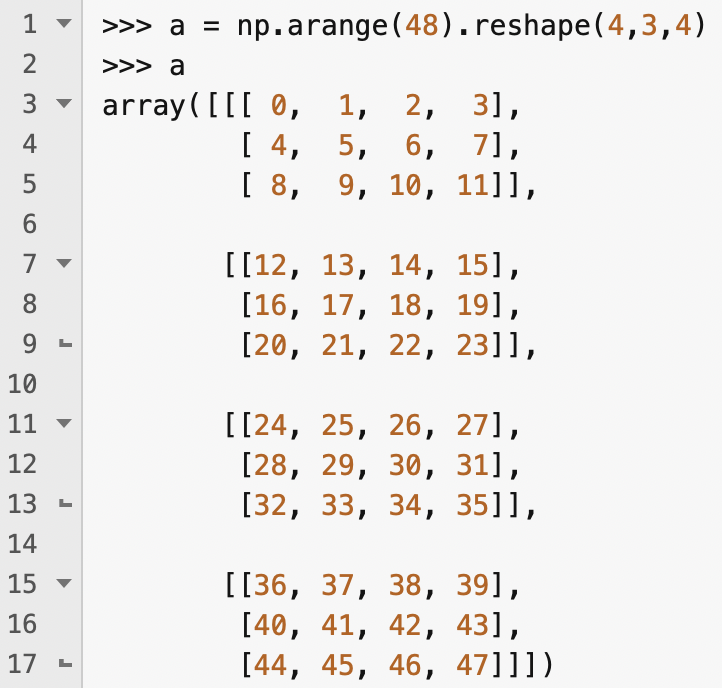 1 >>> a = np.arange(48).reshape(4,3,4)
2 >>> a
3 array([[[ 0,  1,  2,  3],
4         [ 4,  5,  6,  7],
5         [ 8,  9, 10, 11]],
6
7        [[12, 13, 14, 15],
8         [16, 17, 18, 19],
9         [20, 21, 22, 23]],
10
11        [[24, 25, 26, 27],
12         [28, 29, 30, 31],
13         [32, 33, 34, 35]],
14
15        [[36, 37, 38, 39],
16         [40, 41, 42, 43],
17         [44, 45, 46, 47]]])